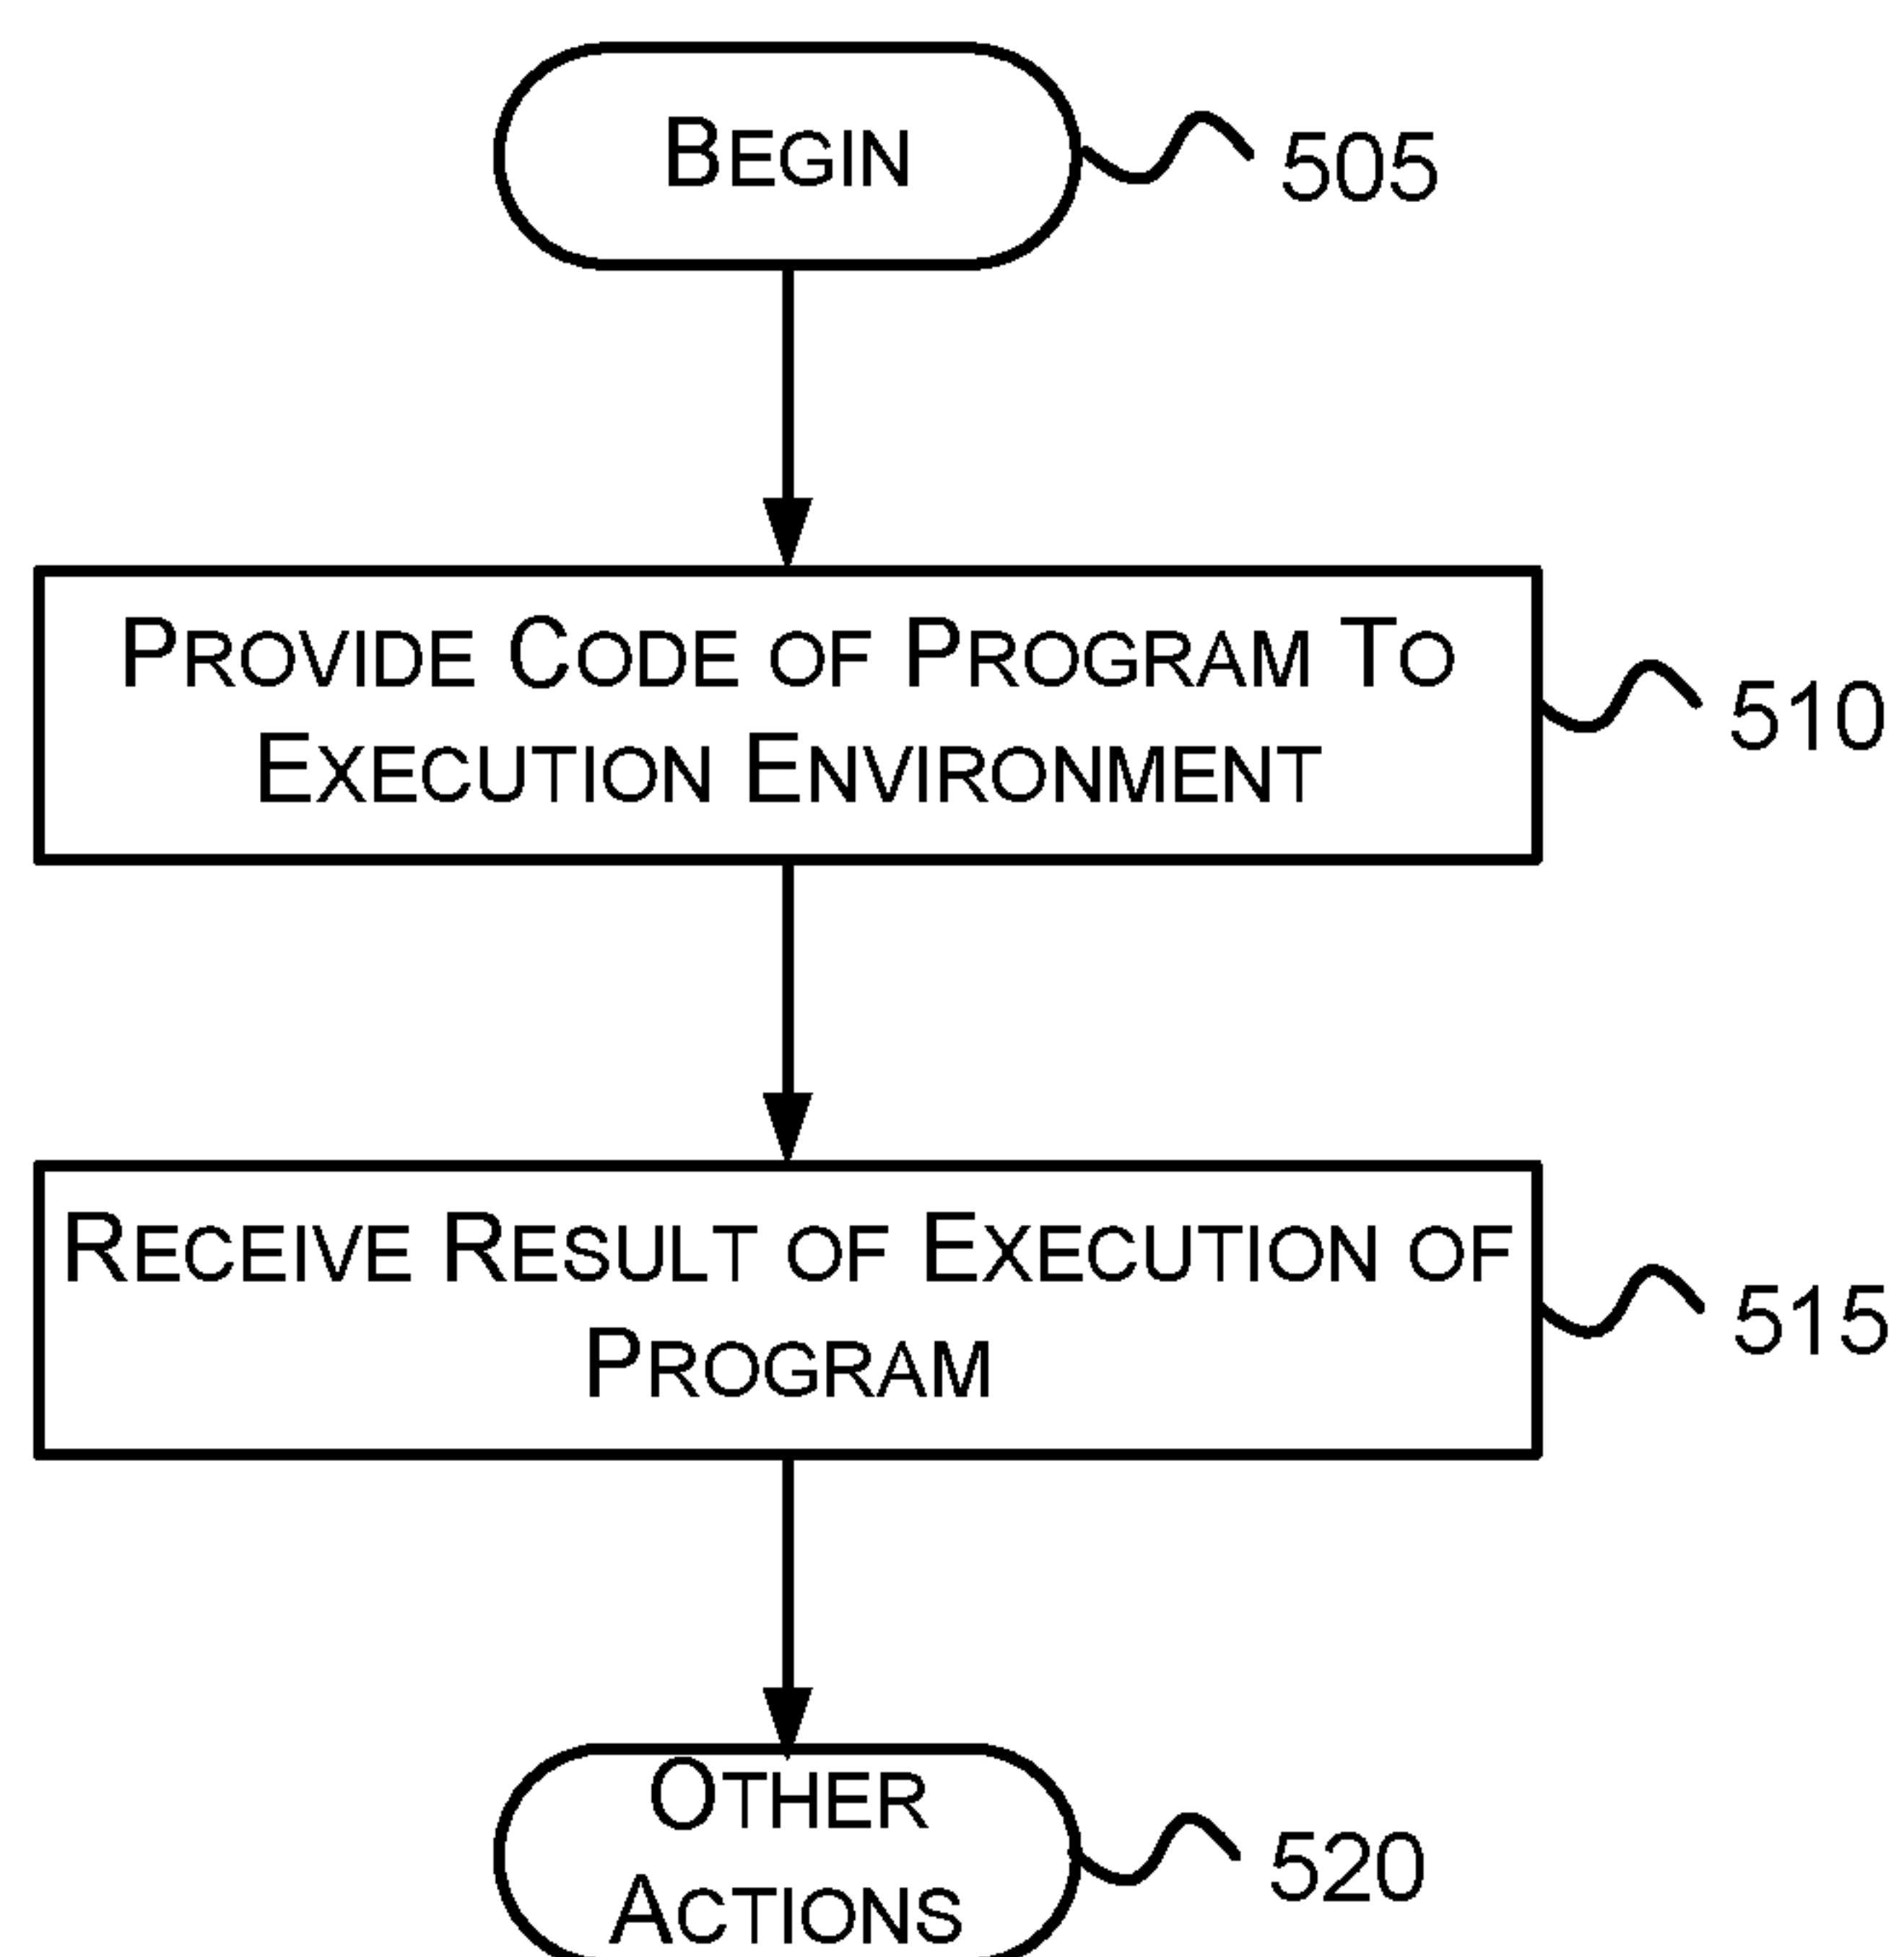 BEGIN
505
PROVIDE CODE OF PROGRAM TO
EXECUTION ENVIRONMENT
510
RECEIVE RESULT OF EXECUTION OF
PROGRAM
515
OTHER
ACTIONS
520